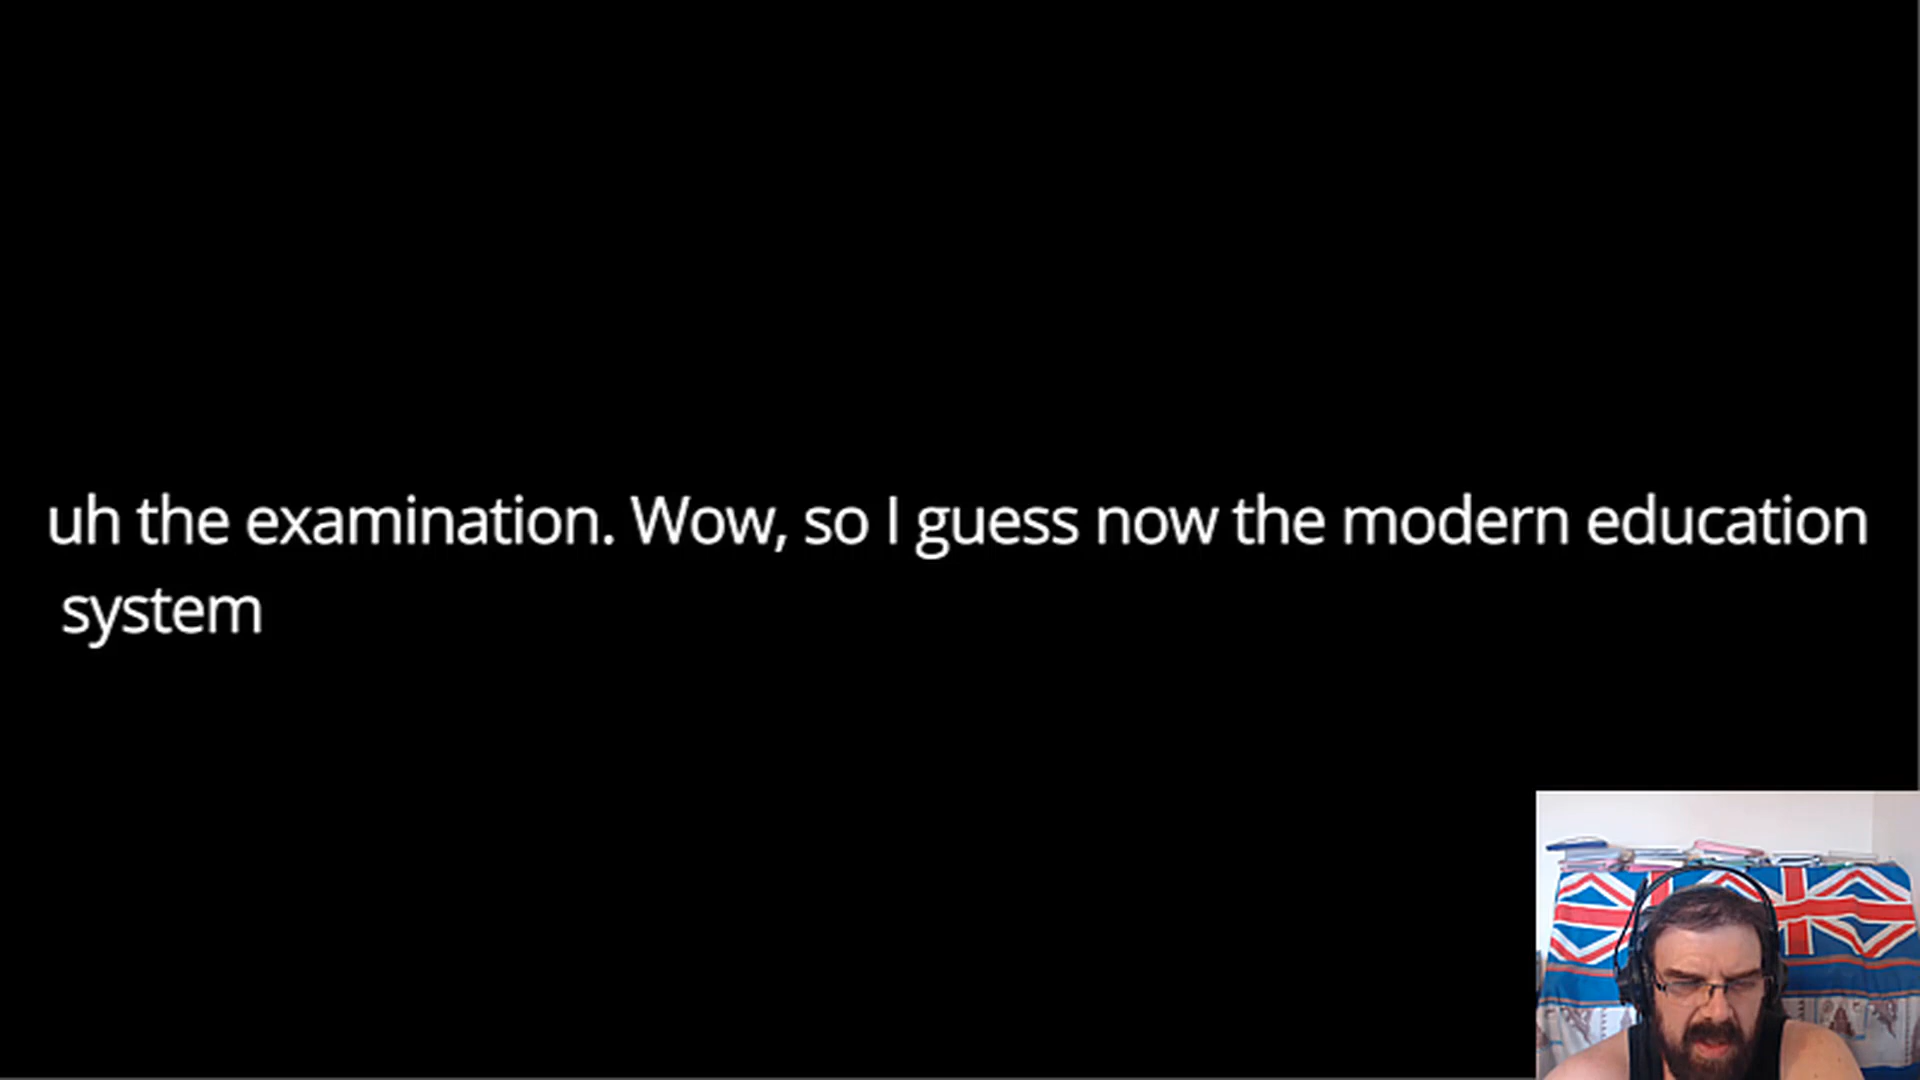 uh the examination. Wow, so I guess now the modern education
system